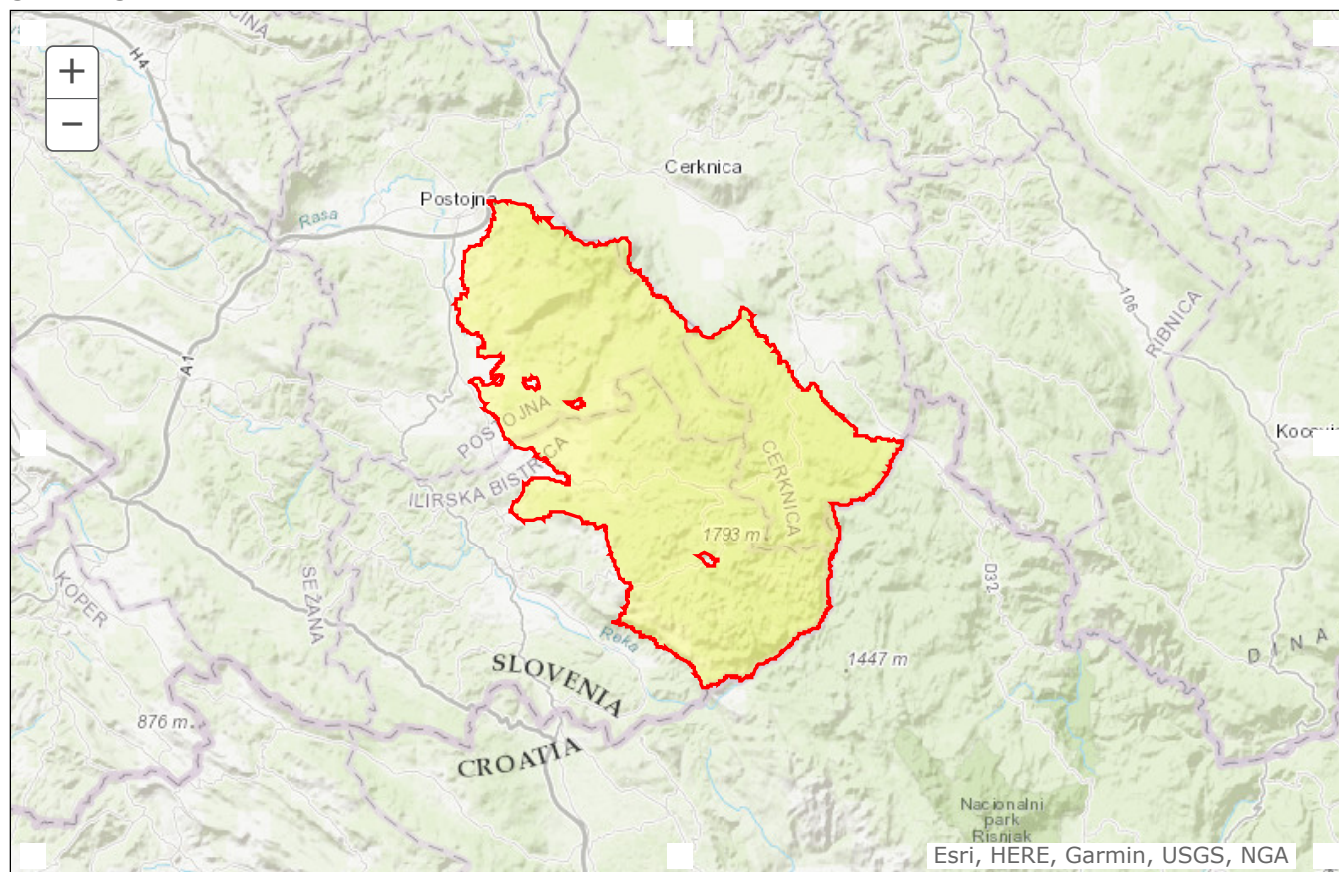 H4
Cerknica
Postojna
Rasa
106
RIBNICA
A1
POSTOJNA
ILIRSKA BISTRICA
CERKNICA
1793 m
KOPER
SEŽANA
D32
Reka
SLOVENIA
CROATIA
1447 m
876 m
D I N A
Nacionalni
park
Risnjak
Esri, HERE, Garmin, USGS, NGA